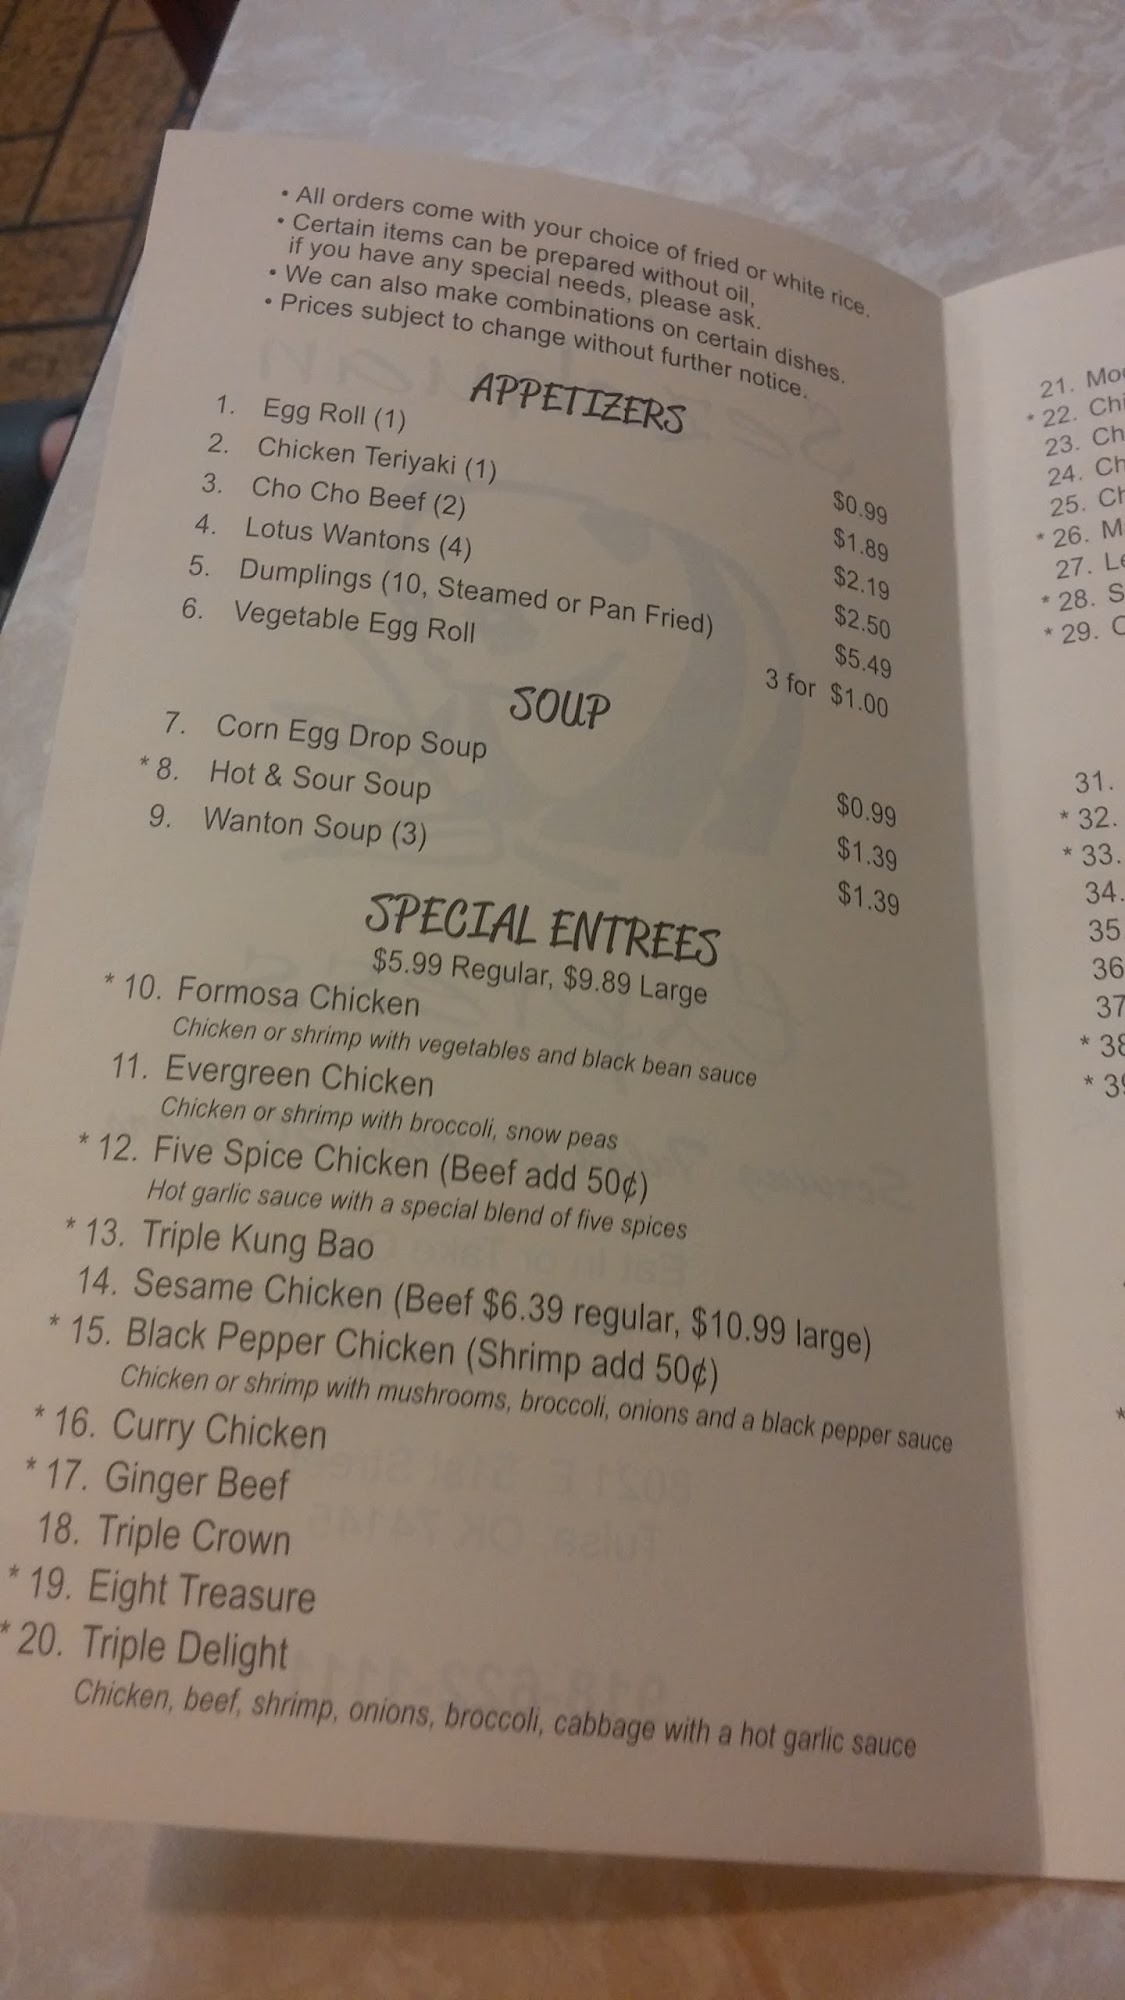 • All orders come with your choice of fried or white rice.
• Certain items can be prepared without oil,
if you have any special needs, please ask.
• We can also make combinations on certain dishes.
• Prices subject to change without further notice.
APPETIZERS
1. Egg Roll (1) $0.99
2. Chicken Teriyaki (1) $1.89
3. Cho Cho Beef (2) $2.19
4. Lotus Wantons (4) $2.50
5. Dumplings (10, Steamed or Pan Fried) $5.49
6. Vegetable Egg Roll 3 for $1.00
SOUP
7. Corn Egg Drop Soup $0.99
* 8. Hot & Sour Soup $1.39
9. Wanton Soup (3) $1.39
SPECIAL ENTREES
$5.99 Regular, $9.89 Large
* 10. Formosa Chicken
Chicken or shrimp with vegetables and black bean sauce
11. Evergreen Chicken
Chicken or shrimp with broccoli, snow peas
* 12. Five Spice Chicken (Beef add 50¢)
Hot garlic sauce with a special blend of five spices
* 13. Triple Kung Bao
14. Sesame Chicken (Beef $6.39 regular, $10.99 large)
* 15. Black Pepper Chicken (Shrimp add 50¢)
Chicken or shrimp with mushrooms, broccoli, onions and a black pepper sauce
* 16. Curry Chicken
* 17. Ginger Beef
18. Triple Crown
* 19. Eight Treasure
* 20. Triple Delight
Chicken, beef, shrimp, onions, broccoli, cabbage with a hot garlic sauce
21.
* 22.
23.
24.
25.
* 26.
27.
* 28.
* 29.
31.
* 32.
* 33.
34.
35
36
37
* 38